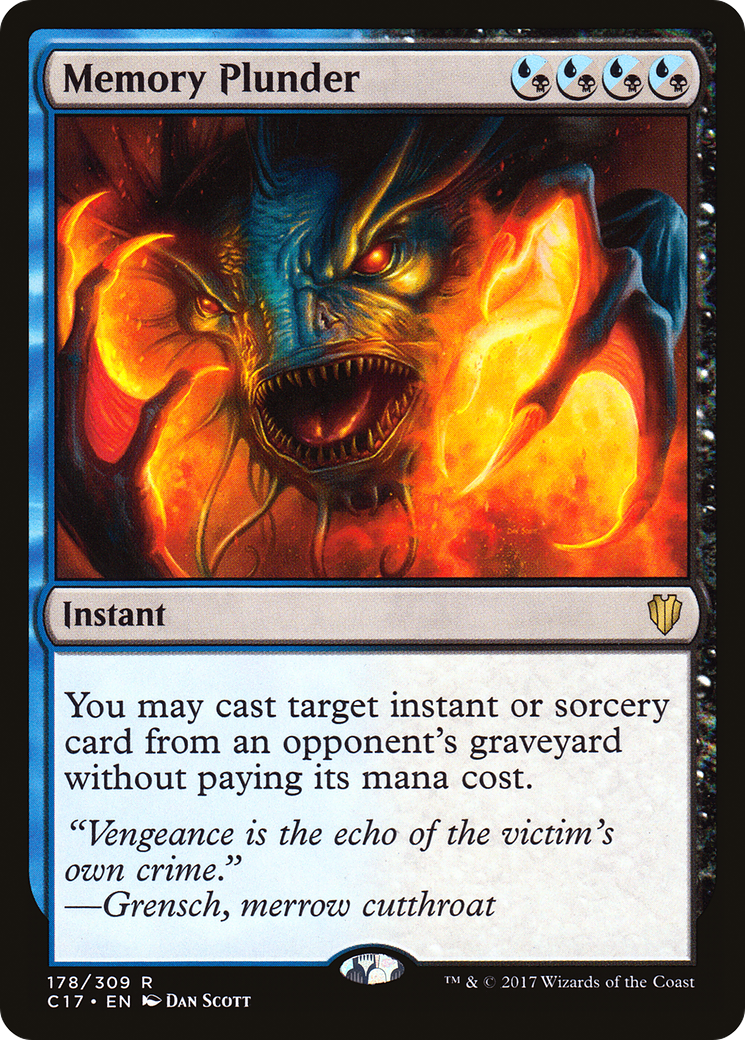 Memory Plunder
Instant
You may cast target instant or sorcery
card from an opponent's graveyard
without paying its mana cost.
"Vengeance is the echo of the victim's
own crime."
—Grensch, merrow cutthroat
178/309 R
C17 • EN Dan Scott
™ & © 2017 Wizards of the Coast